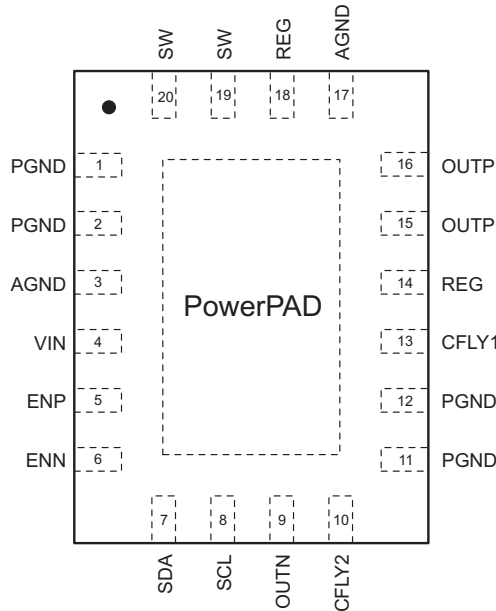 SW
SW
REG
AGND
20
19
18
17
PGND 1
16 OUTP
PGND 2
15 OUTP
AGND 3
14 REG
PowerPAD
VIN 4
13 CFLY1
ENP 5
12 PGND
ENN 6
11 PGND
7
8
9
10
SDA
SCL
OUTN
CFLY2